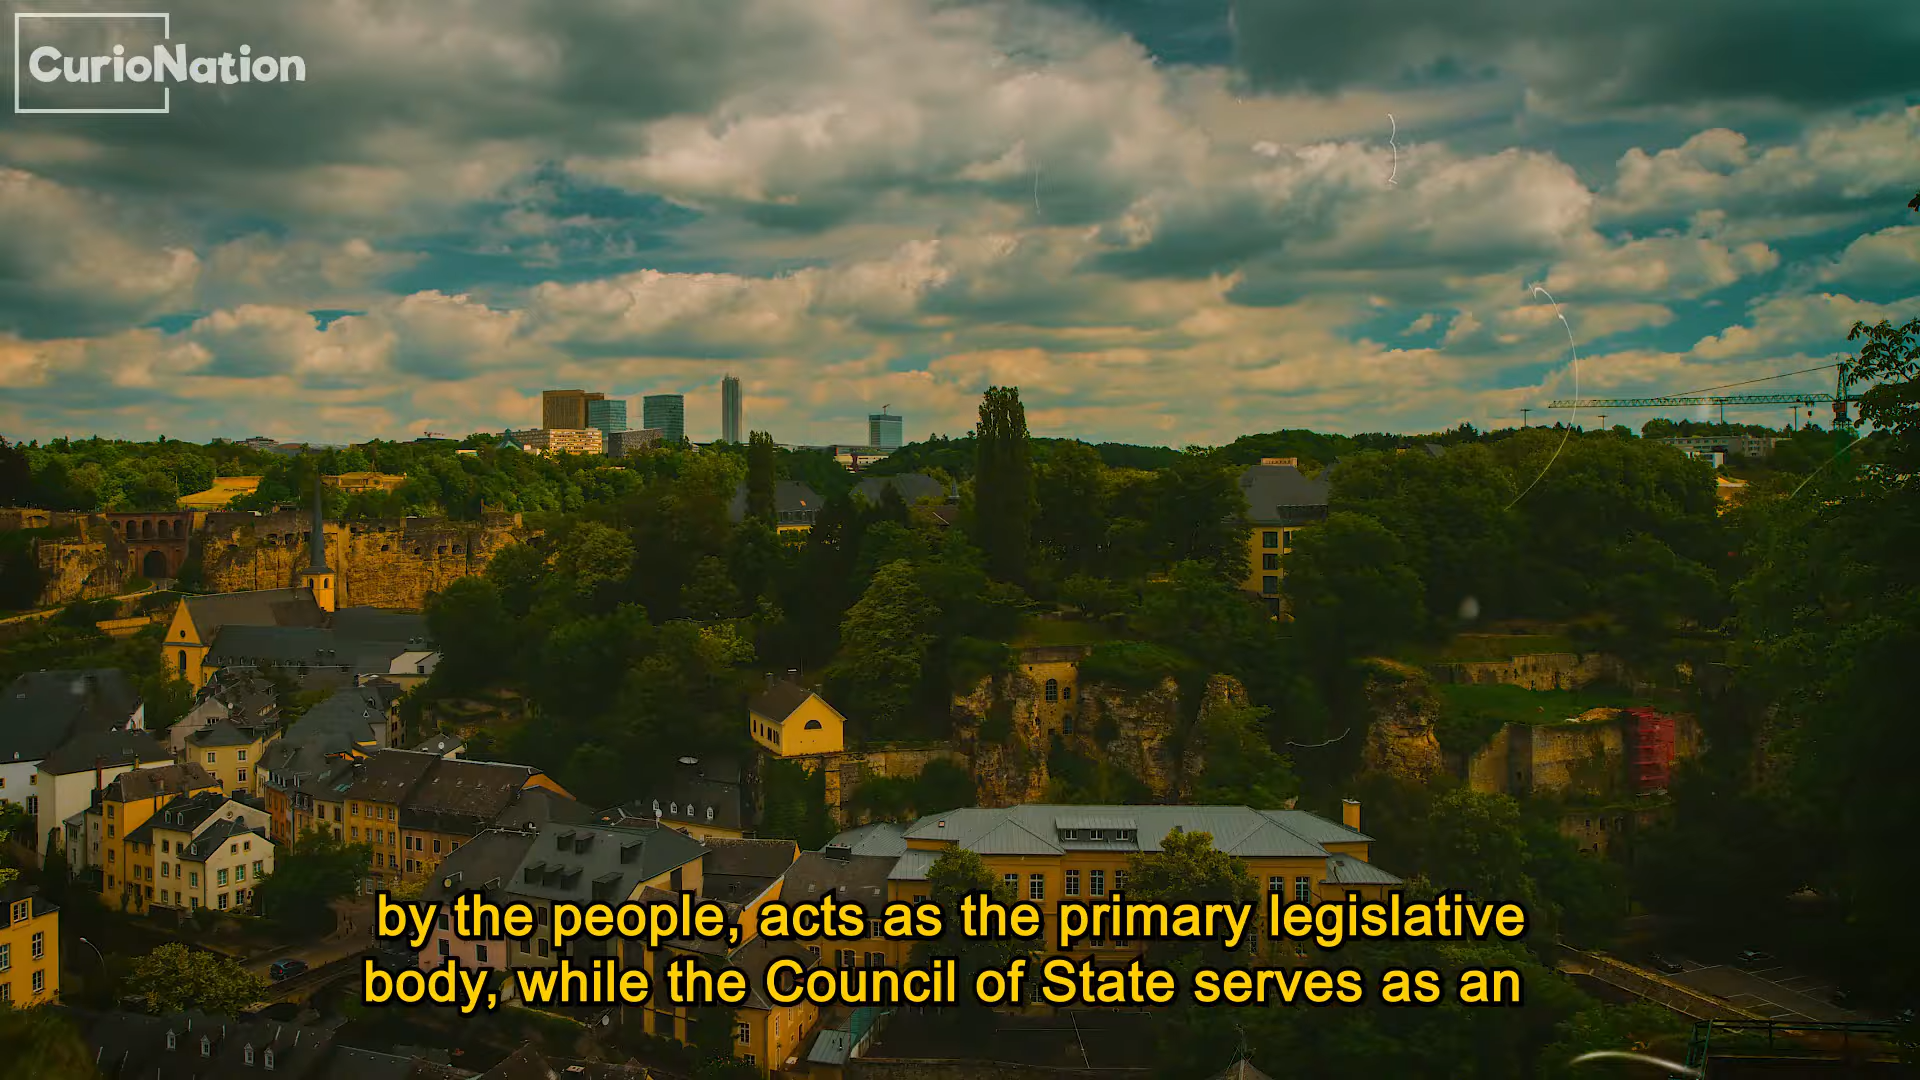 CurioNation
by the people, acts as the primary legislative
body, while the Council of State serves as an